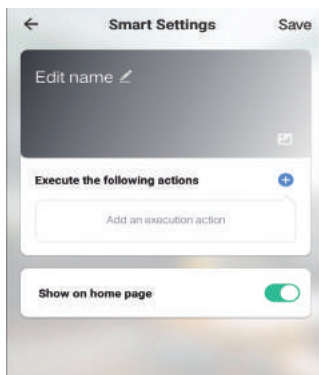 Smart Settings Save
Edit name
Execute the following actions
Add an execution action
Show on home page